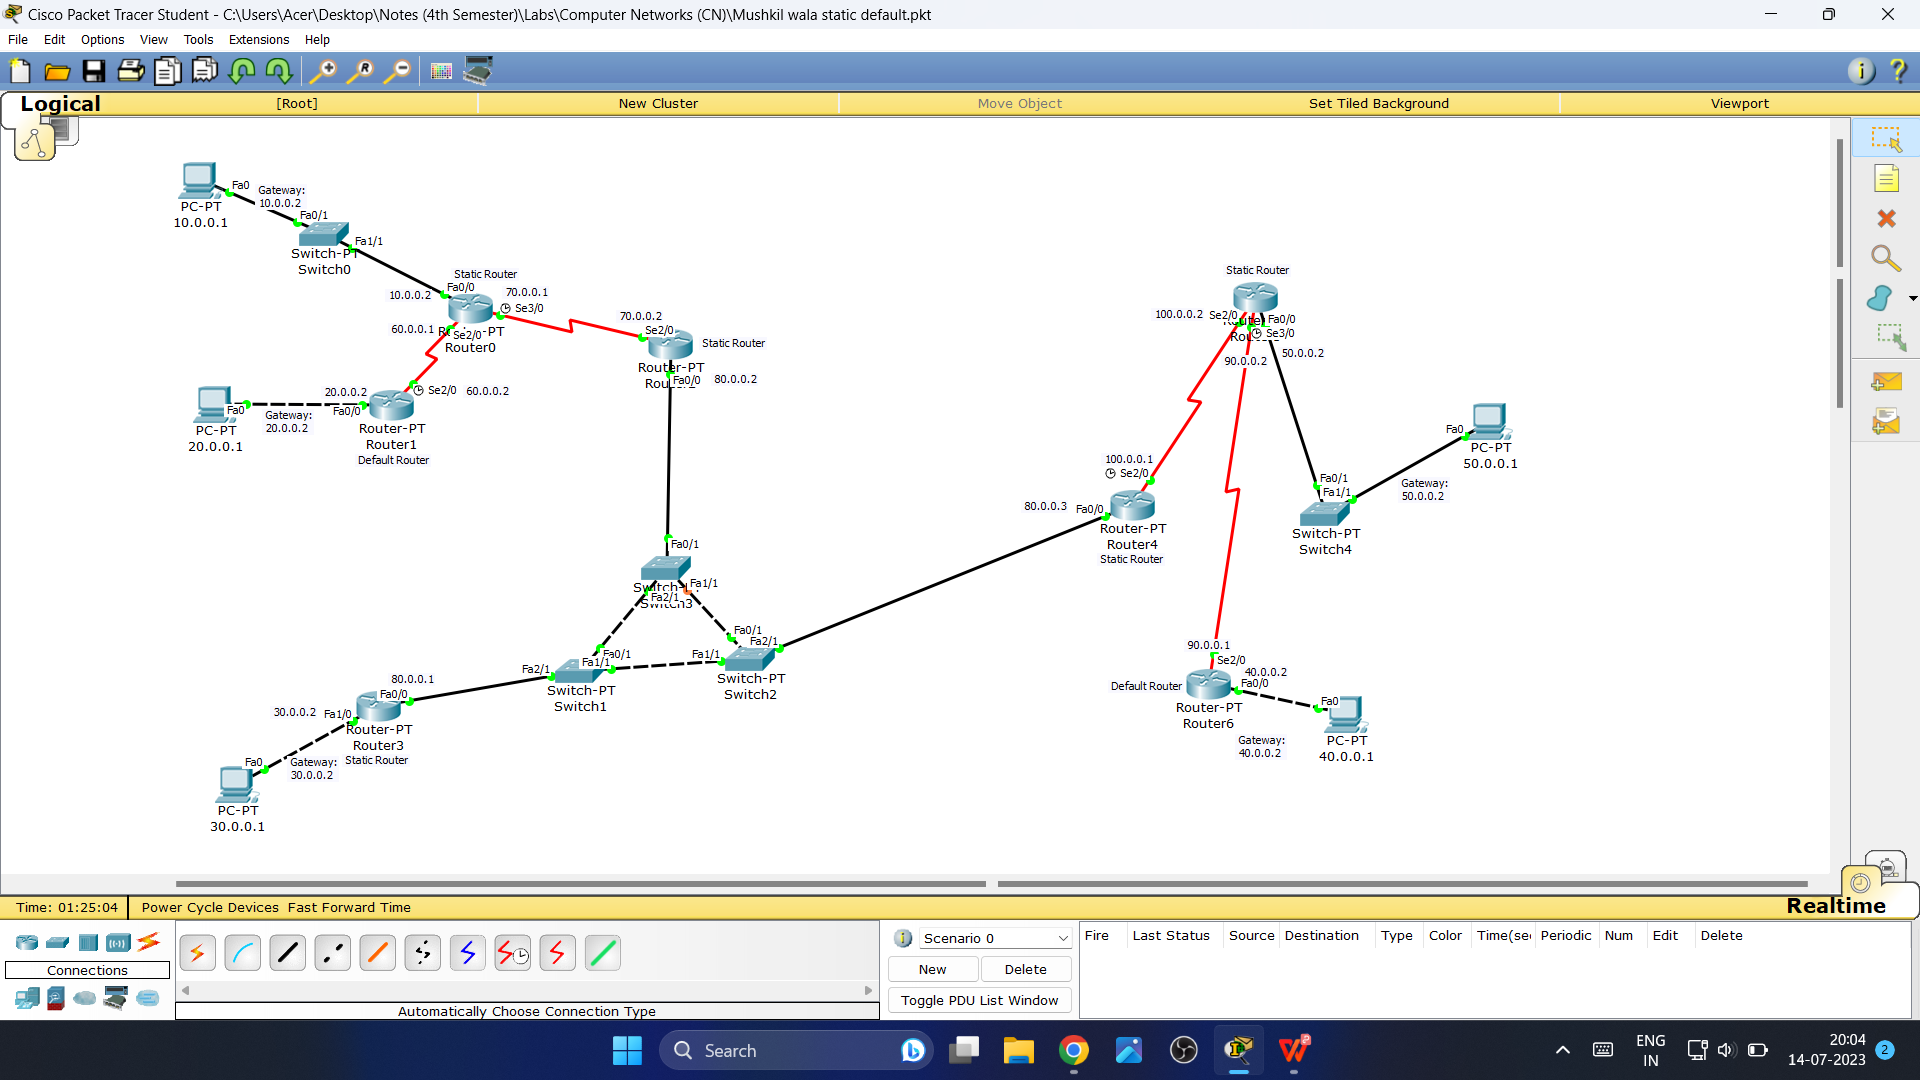 Cisco Packet Tracer Student - C:\Users\Acer\Desktop\Notes (4th Semester)\Labs\Computer Networks (CN)\Mushkil wala static default.pkt
File Edit Options View Tools Extensions Help
Logical [Root] New Cluster Move Object Set Tiled Background Viewport
Fa0
PC-PT
10.0.0.1
Gateway:
10.0.0.2
Fa0/1
Fa1/1
Switch-PT
Switch0
Static Router
10.0.0.2 Fa0/0
70.0.0.1
Se3/0
60.0.0.1
Se2/0
Router0
70.0.0.2
Se2/0
Static Router
Router-PT
Fa0/0
80.0.0.2
Fa0
PC-PT
20.0.0.1
Gateway:
20.0.0.2
20.0.0.2
Fa0/0
Se2/0
60.0.0.2
Router-PT
Router1
Default Router
Fa0/1
Fa1/1
Fa2/1
Switch3
Fa0/1
Fa2/1
Fa1/1
Switch-PT
Switch2
Fa0/1
Fa1/1
Fa2/1
Switch-PT
Switch1
80.0.0.1
Fa0/0
30.0.0.2 Fa1/0
Router-PT
Router3
Static Router
Fa0
Gateway:
30.0.0.2
PC-PT
30.0.0.1
Static Router
100.0.0.2 Se2/0
Fa0/0
Se3/0
50.0.0.2
90.0.0.2
100.0.0.1
Se2/0
80.0.0.3 Fa0/0
Router-PT
Router4
Static Router
Fa0/1
Fa1/1
Switch-PT
Switch4
Fa0
PC-PT
50.0.0.1
Gateway:
50.0.0.2
90.0.0.1
Se2/0
40.0.0.2
Fa0/0
Default Router
Router-PT
Router6
Fa0
PC-PT
40.0.0.1
Gateway:
40.0.0.2
Time: 01:25:04 Power Cycle Devices Fast Forward Time
Realtime
Connections
Automatically Choose Connection Type
Scenario 0
New Delete
Toggle PDU List Window
Fire Last Status Source Destination Type Color Time(sec Periodic Num Edit Delete
Search
ENG
IN
20:04
14-07-2023
2